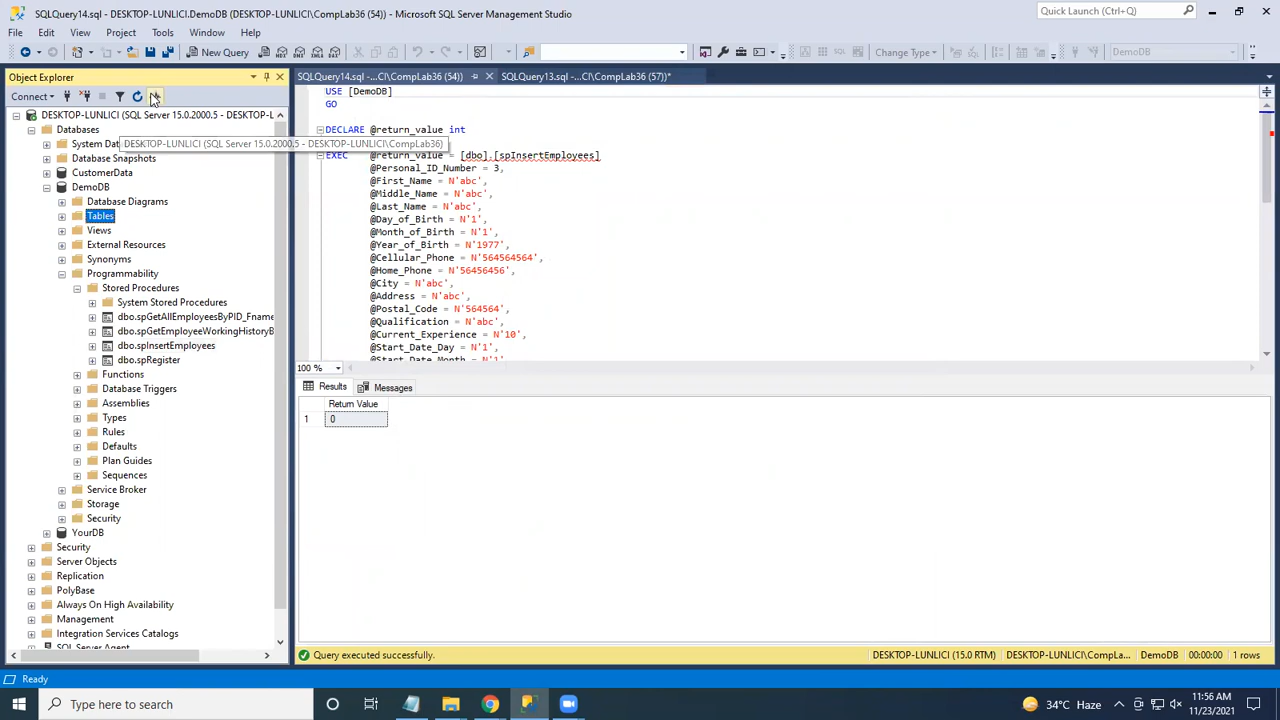 SQLQuery14.sql - DESKTOP-LUNLICI.DemoDB (DESKTOP-LUNLICI\CompLab36 (54)) - Microsoft SQL Server Management Studio
Quick Launch (Ctrl+Q)
File Edit View Project Tools Window Help
New Query
Change Type
DemoDB
Object Explorer
SQLQuery14.sql -...CI\CompLab36 (54))
SQLQuery13.sql -...CI\CompLab36 (57))*
Connect
DESKTOP-LUNLICI (SQL Server 15.0.2000.5 - DESKTOP-L
Databases
System Dat
DESKTOP-LUNLICI (SQL Server 15.0.2000.5 - DESKTOP-LUNLICI\CompLab36)
Database Snapshots
CustomerData
DemoDB
Database Diagrams
Tables
Views
External Resources
Synonyms
Programmability
Stored Procedures
System Stored Procedures
dbo.spGetAllEmployeesByPID_Fname
dbo.spGetEmployeeWorkingHistoryB
dbo.spInsertEmployees
dbo.spRegister
Functions
Database Triggers
Assemblies
Types
Rules
Defaults
Plan Guides
Sequences
Service Broker
Storage
Security
YourDB
Security
Server Objects
Replication
PolyBase
Always On High Availability
Management
Integration Services Catalogs
SQL Server Agent
USE [DemoDB]
GO
DECLARE @return_value int
EXEC @return_value = [dbo].[spInsertEmployees]
@Personal_ID_Number = 3,
@First_Name = N'abc',
@Middle_Name = N'abc',
@Last_Name = N'abc',
@Day_of_Birth = N'1',
@Month_of_Birth = N'1',
@Year_of_Birth = N'1977',
@Cellular_Phone = N'564564564',
@Home_Phone = N'56456456',
@City = N'abc',
@Address = N'abc',
@Postal_Code = N'564564',
@Qualification = N'abc',
@Current_Experience = N'10',
@Start_Date_Day = N'1',
@Start_Date_Month = N'1',
100 %
Results Messages
Return Value
1 0
Query executed successfully.
DESKTOP-LUNLICI (15.0 RTM) DESKTOP-LUNLICI\CompLa... DemoDB 00:00:00 1 rows
Ready
Type here to search
34°C Haze
11:56 AM
11/23/2021